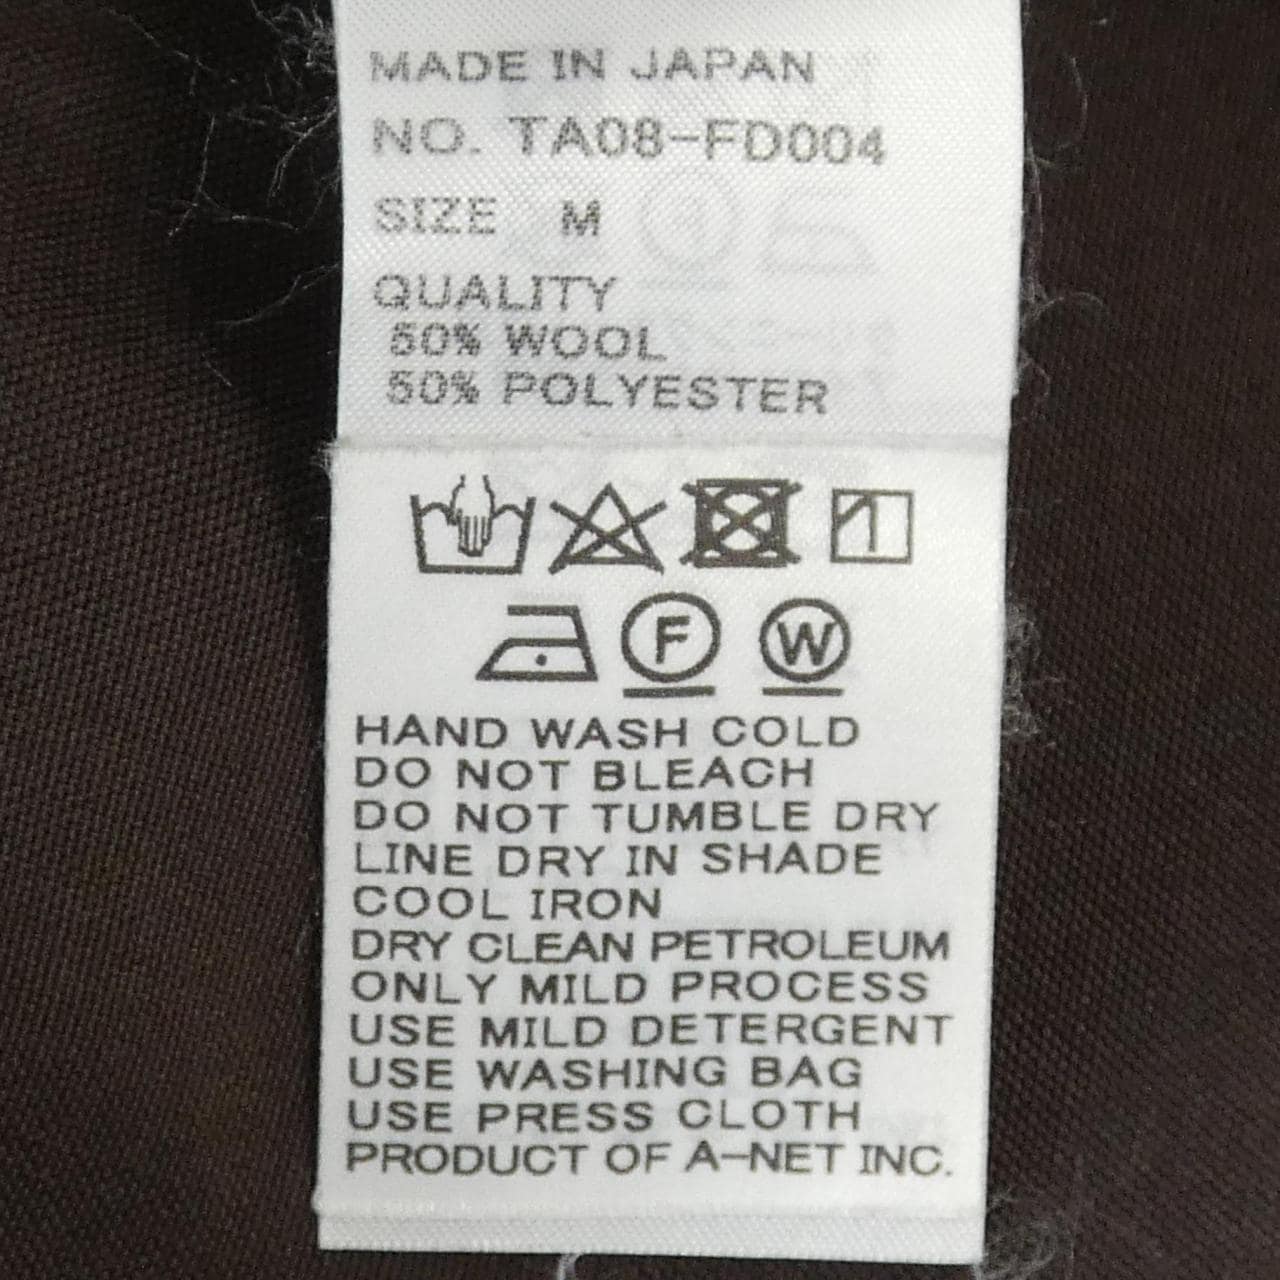 MADE IN JAPAN
NO. TA08-FD004
SIZE M
QUALITY
50% WOOL
50% POLYESTER
F W
HAND WASH COLD
DO NOT BLEACH
DO NOT TUMBLE DRY
LINE DRY IN SHADE
COOL IRON
DRY CLEAN PETROLEUM
ONLY MILD PROCESS
USE MILD DETERGENT
USE WASHING BAG
USE PRESS CLOTH
PRODUCT OF A-NET INC.